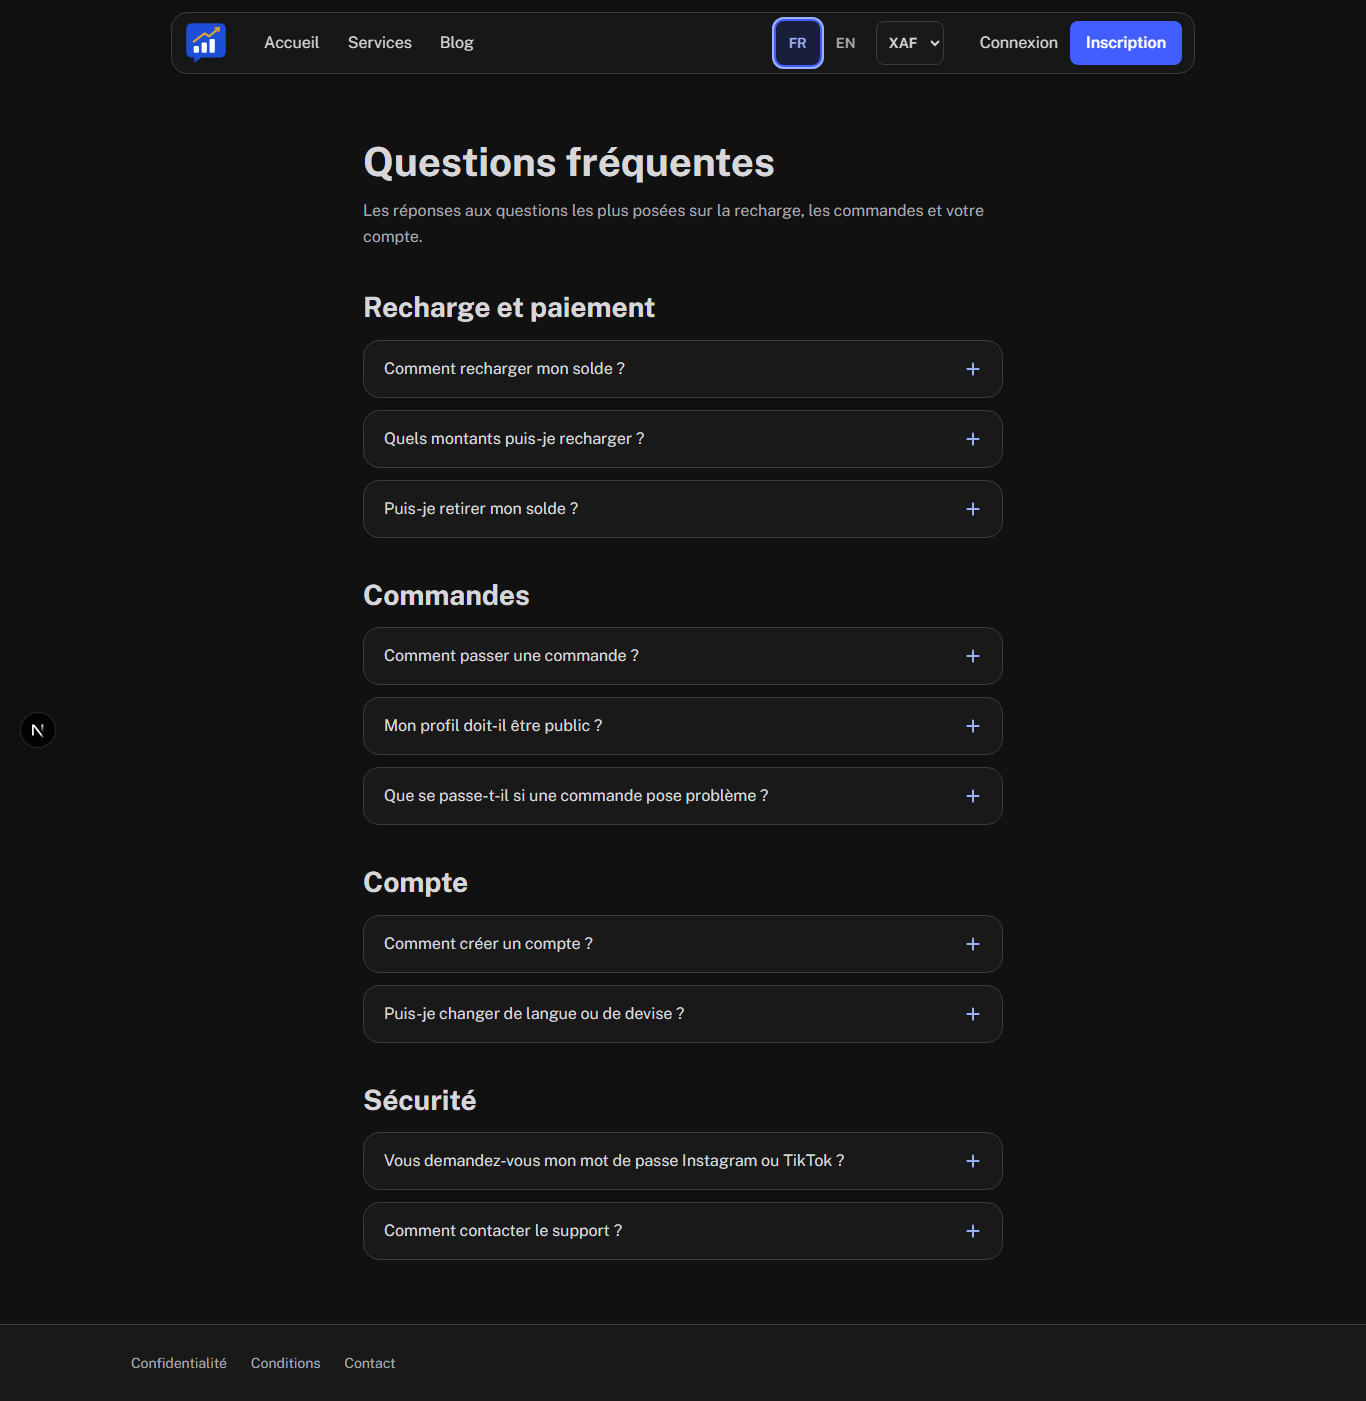 Accueil Services Blog FR EN XAF Connexion Inscription
Questions fréquentes
Les réponses aux questions les plus posées sur la recharge, les commandes et votre
compte.
Recharge et paiement
Comment recharger mon solde ?
Quels montants puis-je recharger ?
Puis-je retirer mon solde ?
Commandes
Comment passer une commande ?
Mon profil doit-il être public ?
Que se passe-t-il si une commande pose problème ?
Compte
Comment créer un compte ?
Puis-je changer de langue ou de devise ?
Sécurité
Vous demandez-vous mon mot de passe Instagram ou TikTok ?
Comment contacter le support ?
Confidentialité Conditions Contact